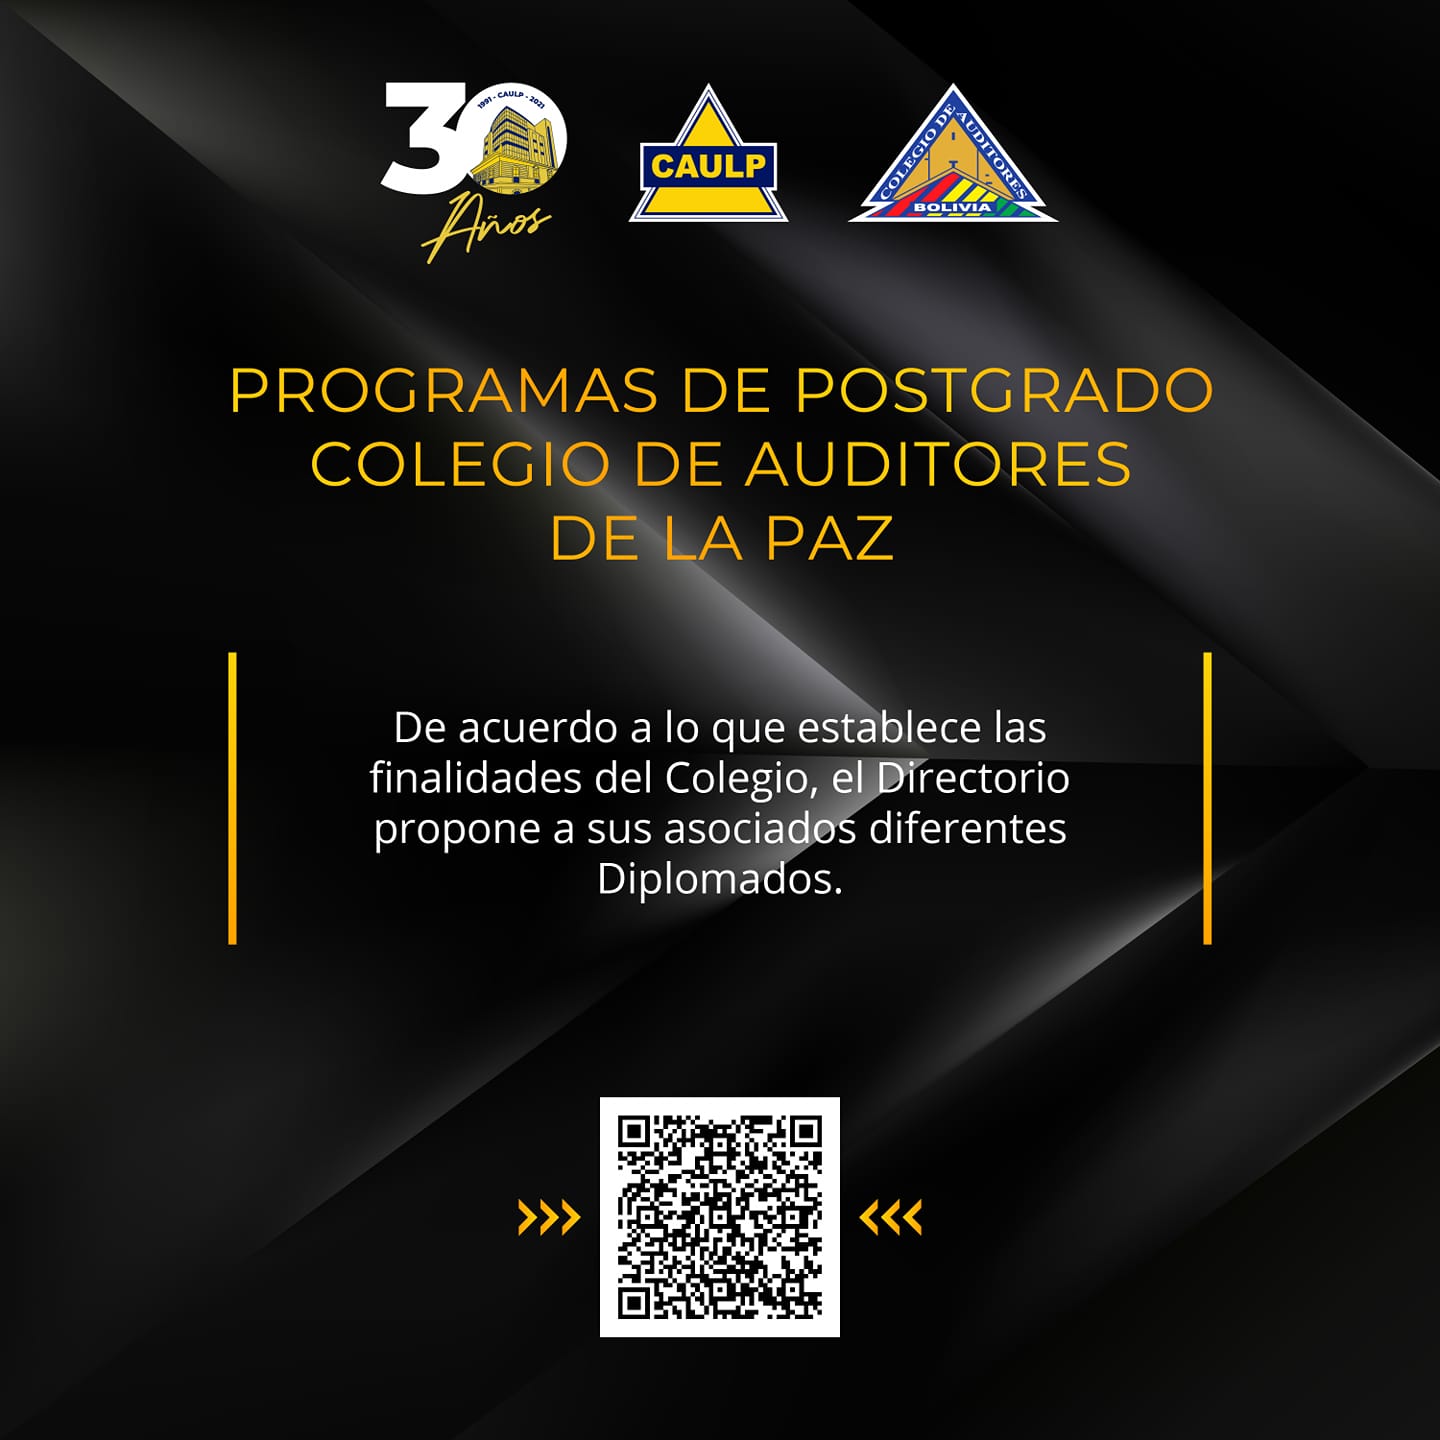 30
1991 - CAULP - 2021
Años
CAULP
COLEGIO DE AUDITORES
BOLIVIA
PROGRAMAS DE POSTGRADO
COLEGIO DE AUDITORES
DE LA PAZ
De acuerdo a lo que establece las
finalidades del Colegio, el Directorio
propone a sus asociados diferentes
Diplomados.